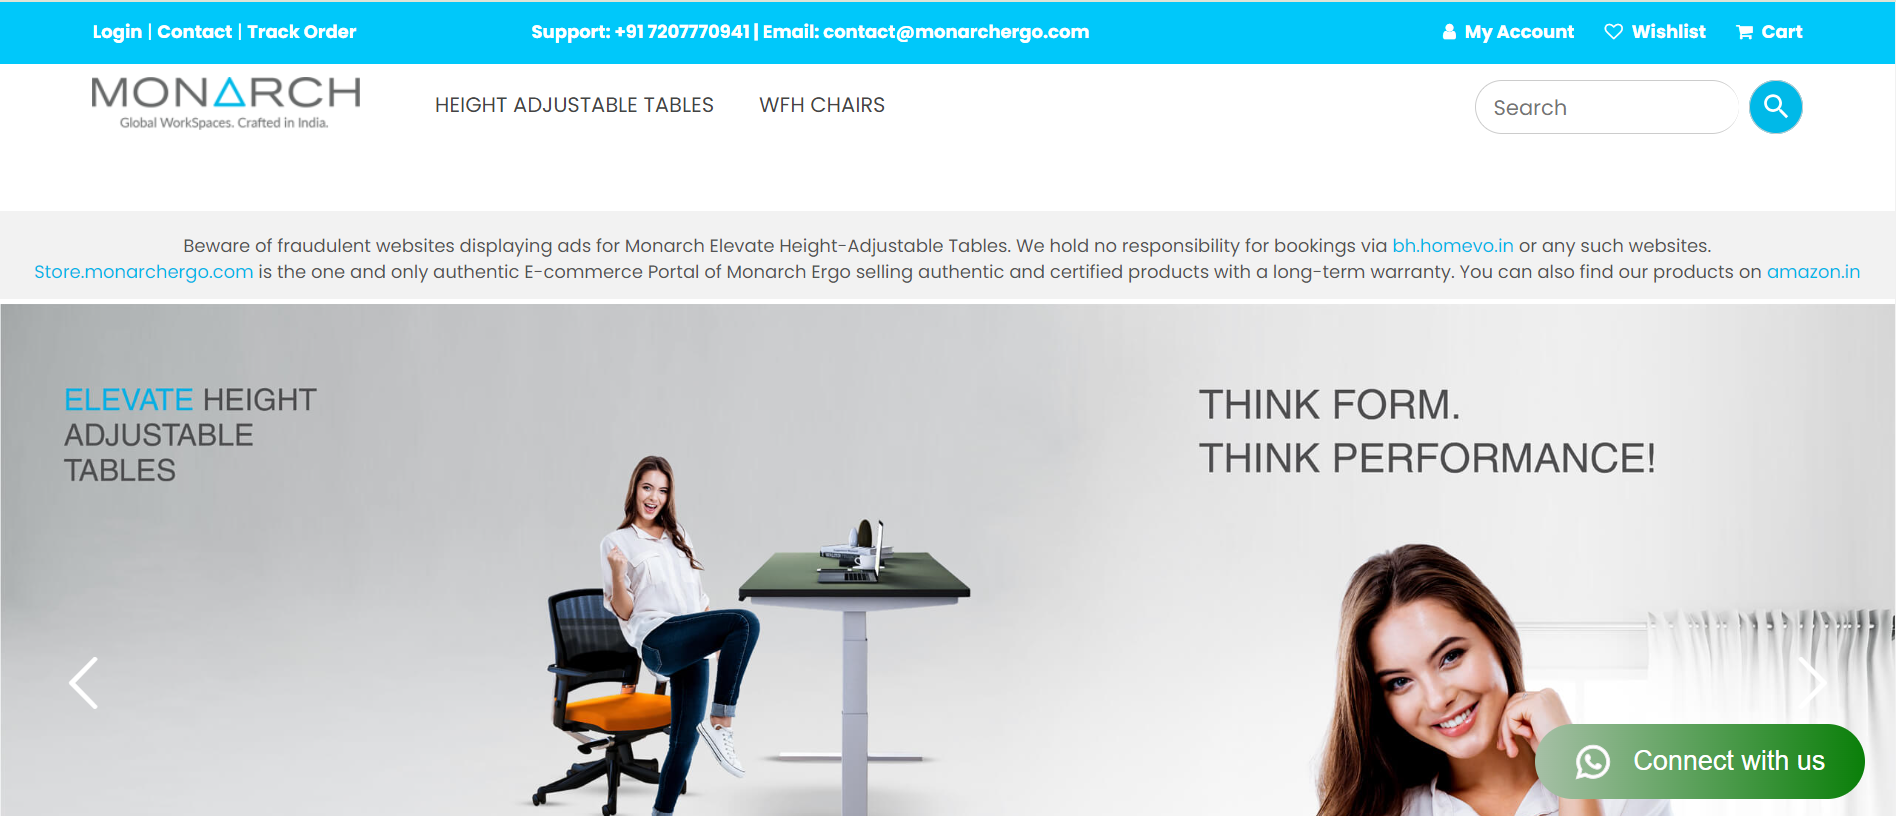 Login | Contact | Track Order
Support: +91 7207770941 | Email: contact@monarchergo.com
My Account
Wishlist
Cart
MONARCH
Global WorkSpaces. Crafted in India.
HEIGHT ADJUSTABLE TABLES
WFH CHAIRS
Search
Beware of fraudulent websites displaying ads for Monarch Elevate Height-Adjustable Tables. We hold no responsibility for bookings via bh.homevo.in or any such websites.
Store.monarchergo.com is the one and only authentic E-commerce Portal of Monarch Ergo selling authentic and certified products with a long-term warranty. You can also find our products on amazon.in
ELEVATE HEIGHT
ADJUSTABLE
TABLES
THINK FORM.
THINK PERFORMANCE!
Connect with us